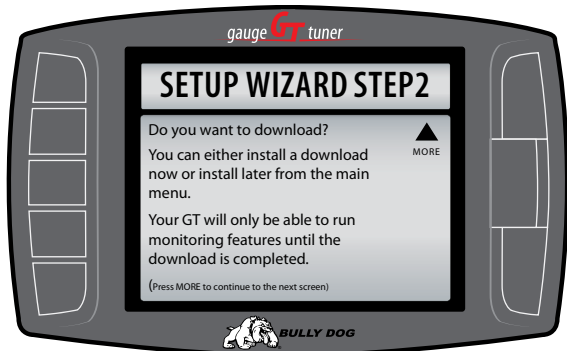 gauge GT tuner
SETUP WIZARD STEP2
Do you want to download?
MORE
You can either install a download
now or install later from the main
menu.
Your GT will only be able to run
monitoring features until the
download is completed.
(Press MORE to continue to the next screen)
BULLY DOG